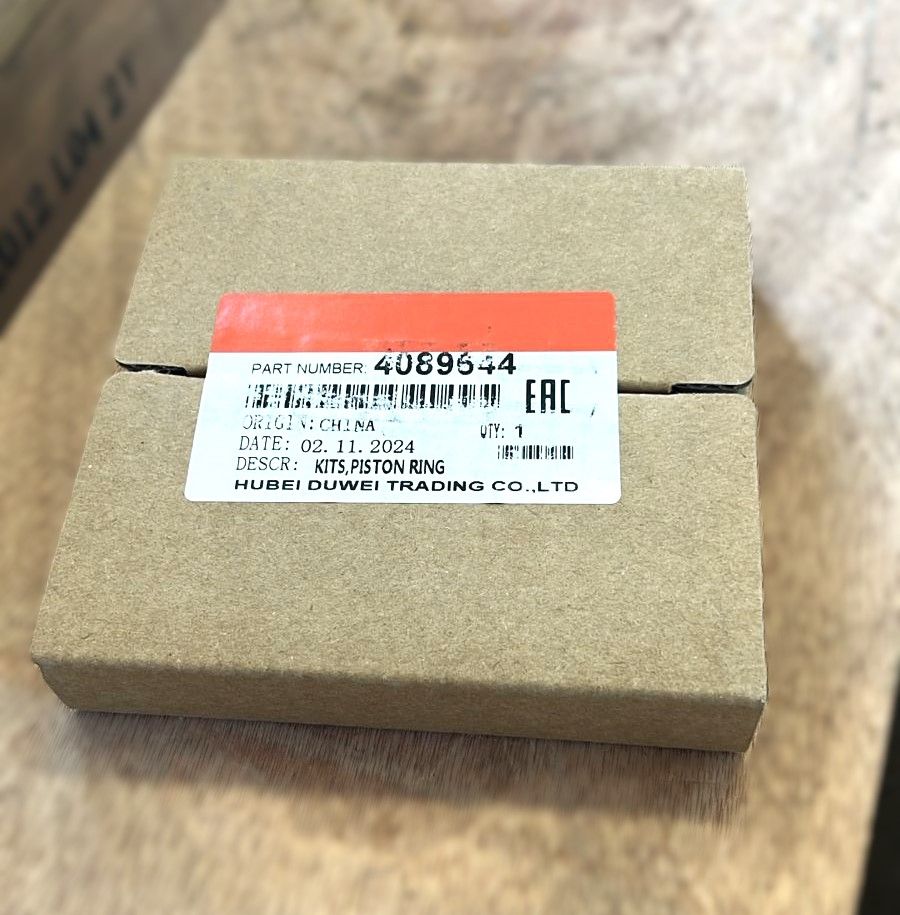 PART NUMBER: 4089644
EAC
ORIGIN: CHINA
QTY: 1
DATE: 02.11.2024
DESCR: KITS,PISTON RING
HUBEI DUWEI TRADING CO.,LTD